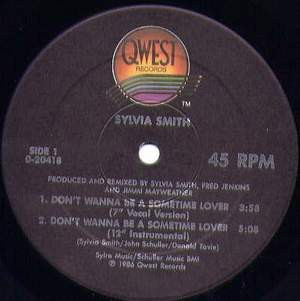 QWEST
RECORDS
™
SYLVIA SMITH
SIDE 1
0-20418
45 RPM
PRODUCED AND REMIXED BY SYLVIA SMITH, FRED JENKINS
AND JIMMI MAYWEATHER
1. DON'T WANNA BE A SOMETIME LOVER 3:58
(7" Vocal Version)
2. DON'T WANNA BE A SOMETIME LOVER 5:08
(12" Instrumental)
(Sylvia Smith/John Schuller/Donald Tavie)
Sylra Music/Schuller Music BMI
℗ 1986 Qwest Records